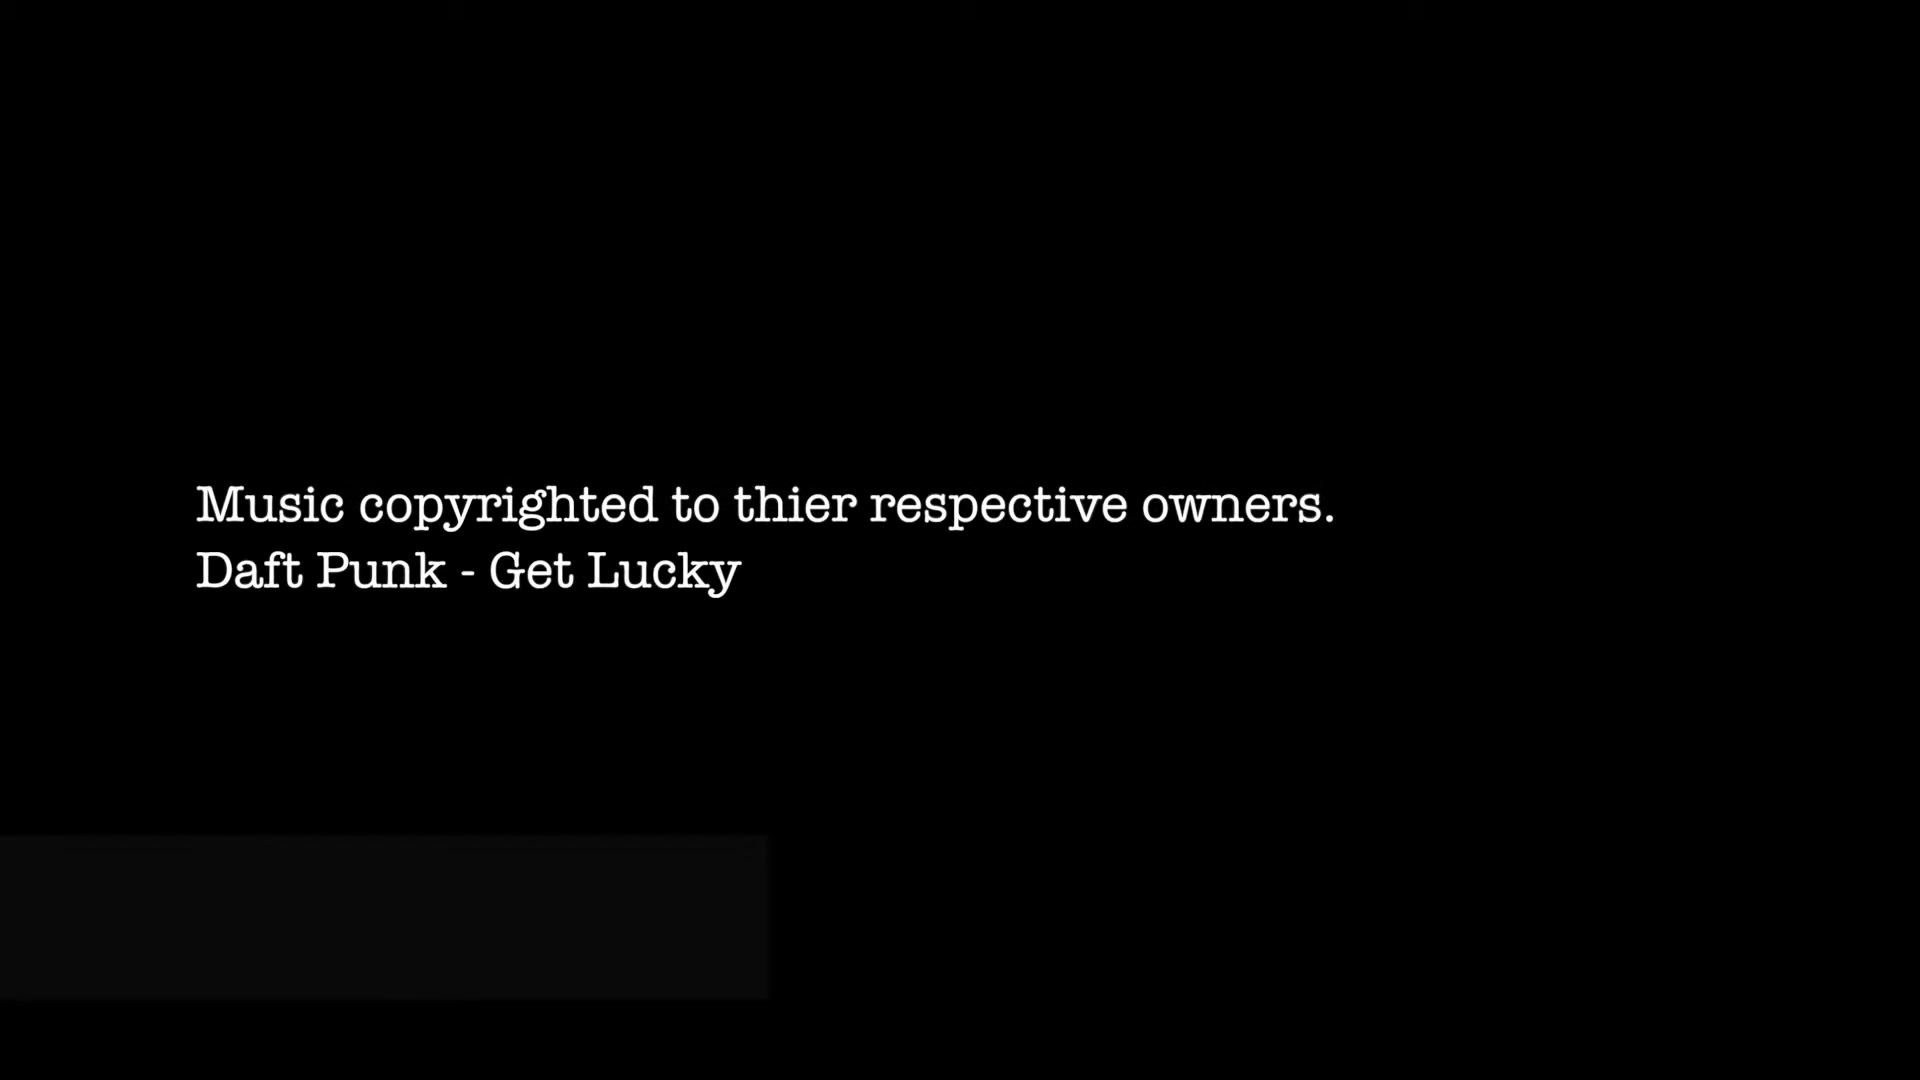 Music copyrighted to thier respective owners.
Daft Punk - Get Lucky